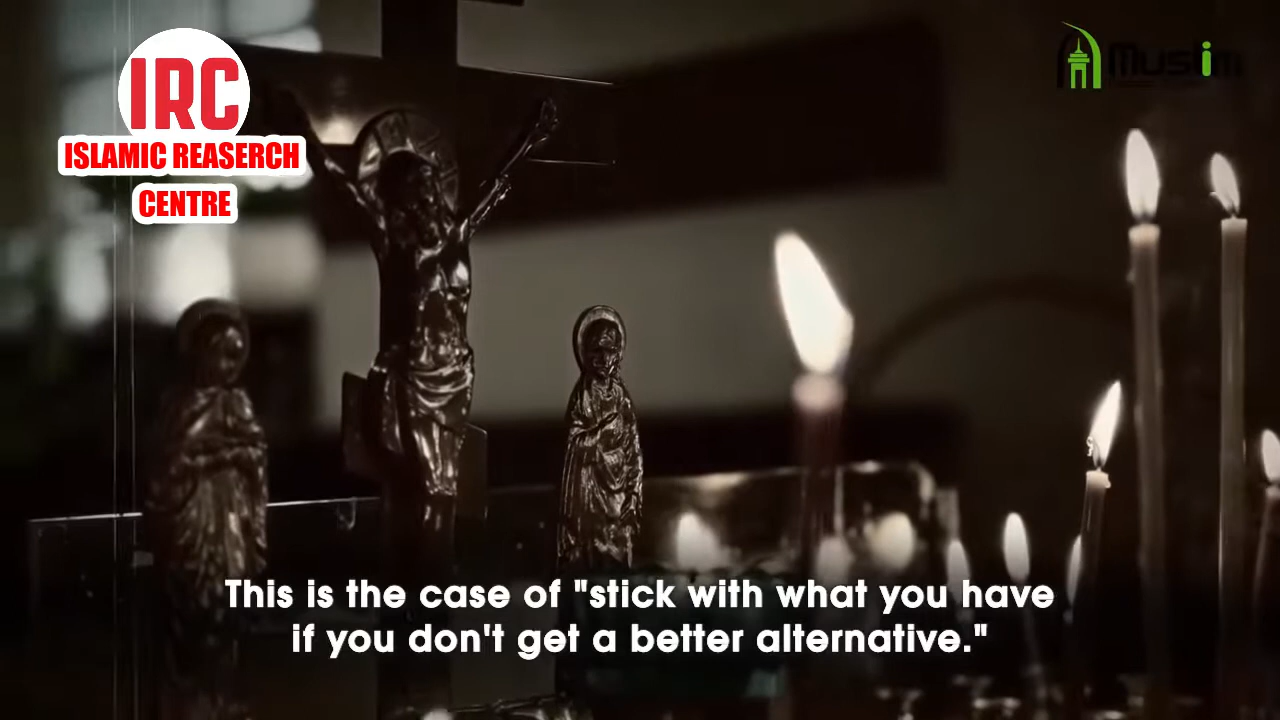 IRC
ISLAMIC REASERCH
CENTRE
Muslim
This is the case of "stick with what you have
if you don't get a better alternative."